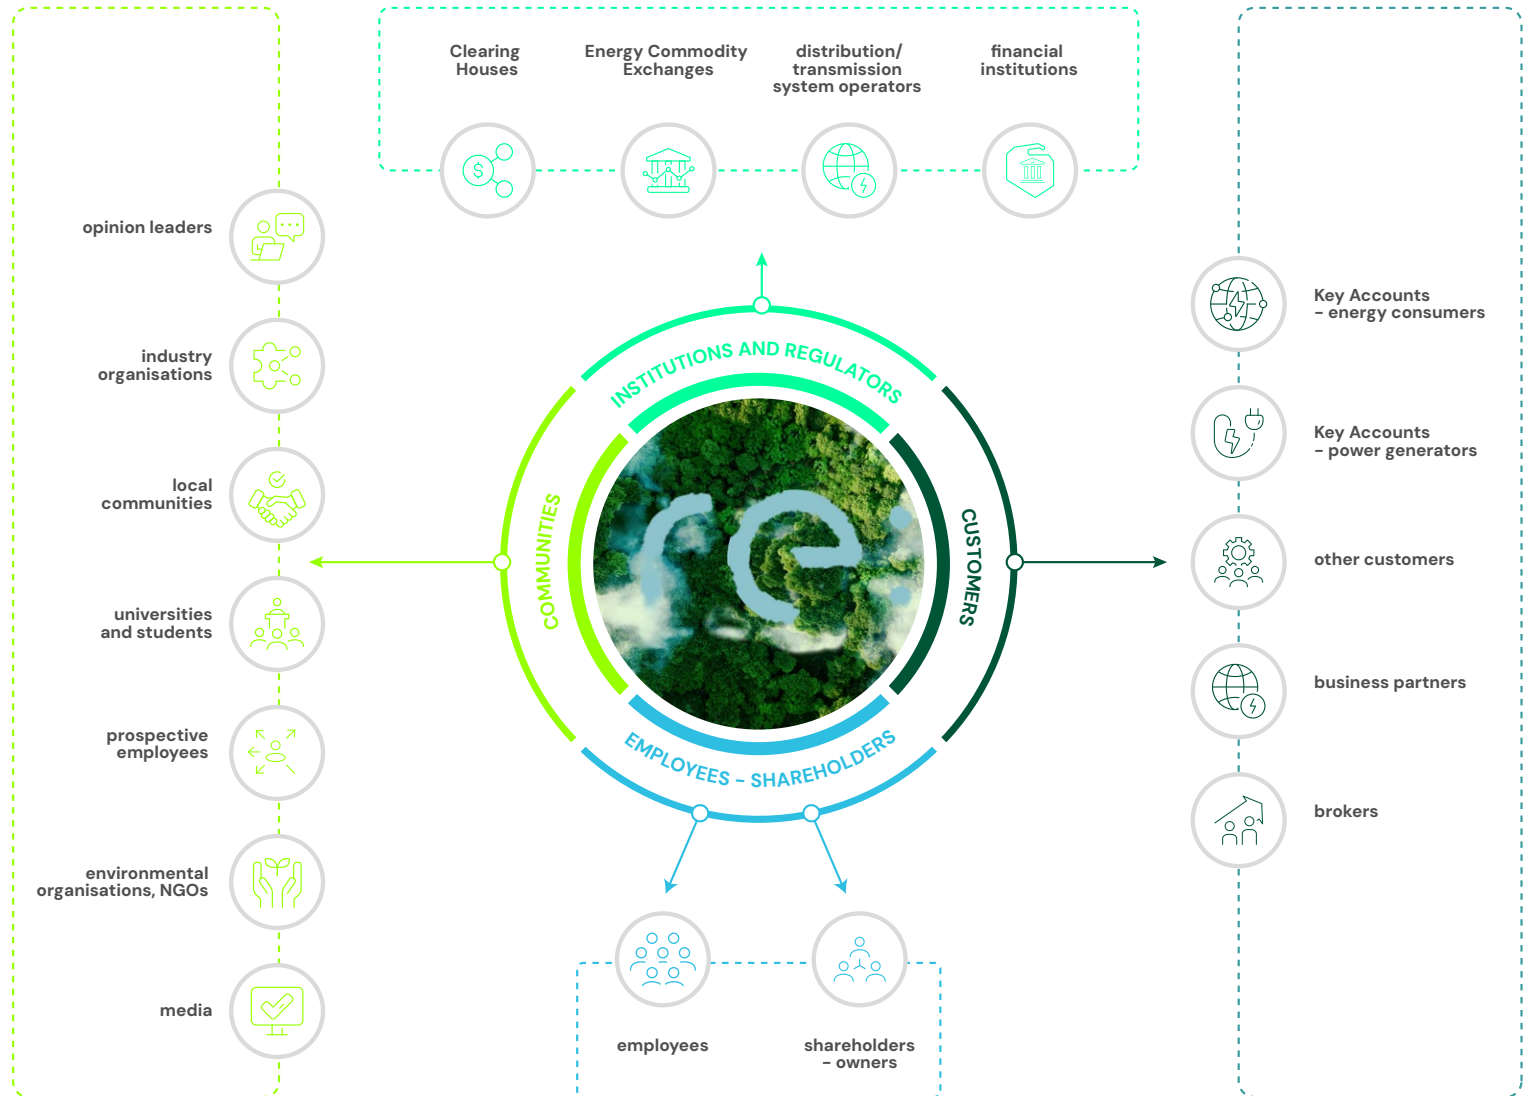 Clearing
Houses
Energy Commodity
Exchanges
distribution/
transmission
system operators
financial
institutions
opinion leaders
industry
organisations
local
communities
universities
and students
prospective
employees
environmental
organisations, NGOs
media
INSTITUTIONS AND REGULATORS
COMMUNITIES
re:
CUSTOMERS
EMPLOYEES – SHAREHOLDERS
Key Accounts
– energy consumers
Key Accounts
– power generators
other customers
business partners
brokers
employees
shareholders
– owners